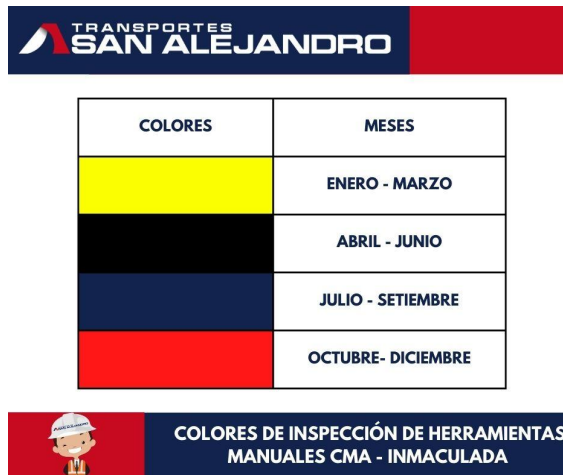 TRANSPORTES
SAN ALEJANDRO
COLORES
MESES
ENERO - MARZO
ABRIL - JUNIO
JULIO - SETIEMBRE
OCTUBRE- DICIEMBRE
COLORES DE INSPECCIÓN DE HERRAMIENTAS
MANUALES CMA - INMACULADA